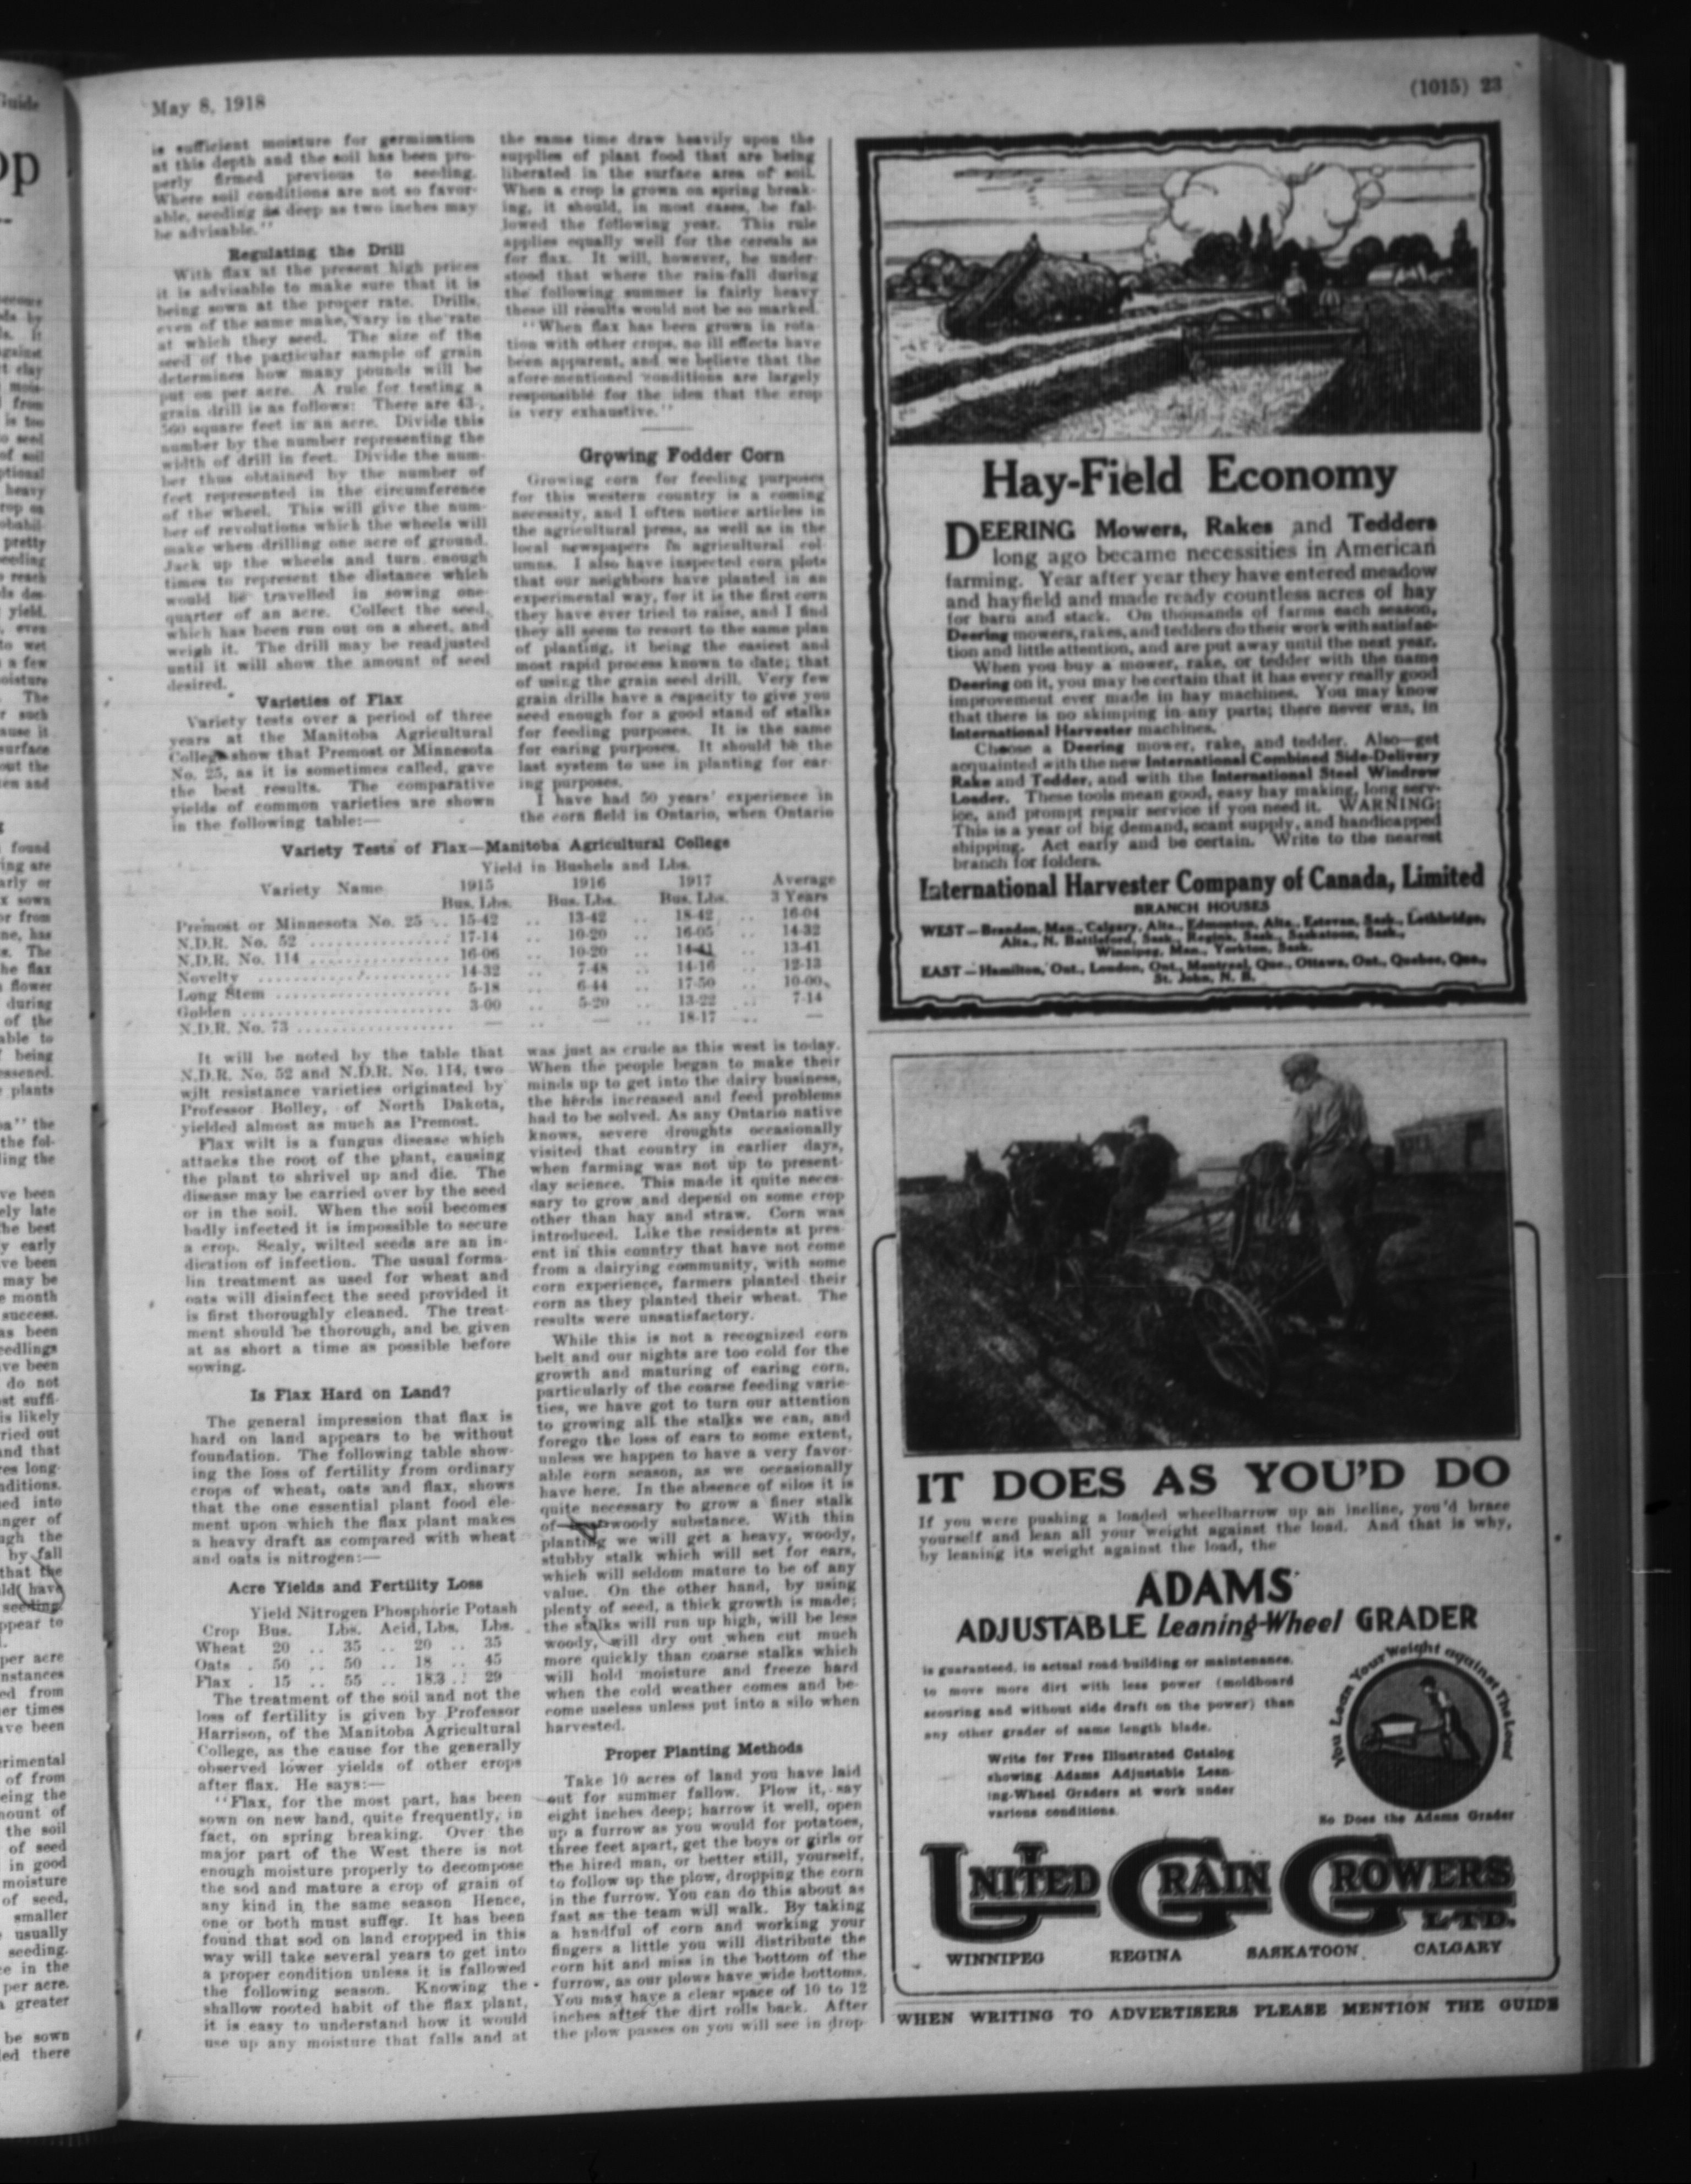 May 8, 1918
(1015) 23
is sufficient moisture for germination
at this depth and the soil has been pro-
perly firmed previous to seeding.
Where soil conditions are not so favor-
able, seeding as deep as two inches may
be advisable."
Regulating the Drill
With flax at the present high prices
it is advisable to make sure that it is
being sown at the proper rate. Drills,
even of the same make, vary in the rate
at which they seed. The size of the
seed of the particular sample of grain
determines how many pounds will be
put on per acre. A rule for testing a
grain drill is as follows: There are 43,-
560 square feet in an acre. Divide this
number by the number representing the
width of drill in feet. Divide the num-
ber thus obtained by the number of
feet represented in the circumference
of the wheel. This will give the num-
ber of revolutions which the wheels will
make when drilling one acre of ground.
Jack up the wheels and turn enough
times to represent the distance which
would be travelled in sowing one-
quarter of an acre. Collect the seed,
which has been run out on a sheet, and
weigh it. The drill may be readjusted
until it will show the amount of seed
desired.
Varieties of Flax
Variety tests over a period of three
years at the Manitoba Agricultural
College show that Premost or Minnesota
No. 25, as it is sometimes called, gave
the best results. The comparative
yields of common varieties are shown
in the following table:—
the same time draw heavily upon the
supplies of plant food that are being
liberated in the surface area of soil.
When a crop is grown on spring break-
ing, it should, in most cases, be fal-
lowed the following year. This rule
applies equally well for the cereals as
for flax. It will, however, be under-
stood that where the rain-fall during
the following summer is fairly heavy
these ill results would not be so marked.
"When flax has been grown in rota-
tion with other crops, no ill effects have
been apparent, and we believe that the
afore-mentioned conditions are largely
responsible for the idea that the crop
is very exhaustive."
Growing Fodder Corn
Growing corn for feeding purposes
for this western country is a coming
necessity, and I often notice articles in
the agricultural press, as well as in the
local newspapers in agricultural col-
umns. I also have inspected corn plots
that our neighbors have planted in an
experimental way, for it is the first corn
they have ever tried to raise, and I find
they all seem to resort to the same plan
of planting, it being the easiest and
most rapid process known to date; that
of using the grain seed drill. Very few
grain drills have a capacity to give you
seed enough for a good stand of stalks
for feeding purposes. It is the same
for earing purposes. It should be the
last system to use in planting for ear-
ing purposes.
I have had 50 years' experience in
the corn field in Ontario, when Ontario
Variety Tests of Flax—Manitoba Agricultural College
Yield in Bushels and Lbs.
Variety Name 1915 1916 1917 Average
Bus. Lbs. Bus. Lbs. Bus. Lbs. 3 Years
Premost or Minnesota No. 25 .. 15-42 13-42 .. 18-42 .. 16-04
N.D.R. No. 52 ................ 17-14 .. 10-20 .. 16-05 .. 14-32
N.D.R. No. 114 ................ 16-06 .. 10-20 .. 14-41 .. 13-41
Novelty ................ 14-32 .. 7-48 .. 14-16 .. 12-13
Long Stem ................ 5-18 .. 6-44 .. 17-50 .. 10-00
Golden ................ 3-00 .. 5-20 .. 13-22 .. 7-14
N.D.R. No. 73 ................ — .. — .. 18-17 .. —
It will be noted by the table that
N.D.R. No. 52 and N.D.R. No. 114, two
wilt resistance varieties originated by
Professor Bolley, of North Dakota,
yielded almost as much as Premost.
Flax wilt is a fungus disease which
attacks the root of the plant, causing
the plant to shrivel up and die. The
disease may be carried over by the seed
or in the soil. When the soil becomes
badly infected it is impossible to secure
a crop. Scaly, wilted seeds are an in-
dication of infection. The usual forma-
lin treatment as used for wheat and
oats will disinfect the seed provided it
is first thoroughly cleaned. The treat-
ment should be thorough, and be given
at as short a time as possible before
sowing.
Is Flax Hard on Land?
The general impression that flax is
hard on land appears to be without
foundation. The following table show-
ing the loss of fertility from ordinary
crops of wheat, oats and flax, shows
that the one essential plant food ele-
ment upon which the flax plant makes
a heavy draft as compared with wheat
and oats is nitrogen:—
Acre Yields and Fertility Loss
Yield Nitrogen Phosphoric Potash
Crop Bus. Lbs. Acid, Lbs. Lbs.
Wheat 20 .. 35 .. 20 .. 35
Oats . 50 .. 50 .. 18 .. 45
Flax . 15 .. 55 .. 18.3 .. 29
The treatment of the soil and not the
loss of fertility is given by Professor
Harrison, of the Manitoba Agricultural
College, as the cause for the generally
observed lower yields of other crops
after flax. He says:—
"Flax, for the most part, has been
sown on new land, quite frequently, in
fact, on spring breaking. Over the
major part of the West there is not
enough moisture properly to decompose
the sod and mature a crop of grain of
any kind in the same season Hence,
one or both must suffer. It has been
found that sod on land cropped in this
way will take several years to get into
a proper condition unless it is fallowed
the following season. Knowing the
shallow rooted habit of the flax plant,
it is easy to understand how it would
use up any moisture that falls and at
was just as crude as this west is today.
When the people began to make their
minds up to get into the dairy business,
the herds increased and feed problems
had to be solved. As any Ontario native
knows, severe droughts occasionally
visited that country in earlier days,
when farming was not up to present-
day science. This made it quite neces-
sary to grow and depend on some crop
other than hay and straw. Corn was
introduced. Like the residents at pres-
ent in this country that have not come
from a dairying community, with some
corn experience, farmers planted their
corn as they planted their wheat. The
results were unsatisfactory.
While this is not a recognized corn
belt and our nights are too cold for the
growth and maturing of earing corn,
particularly of the coarse feeding varie-
ties, we have got to turn our attention
to growing all the stalks we can, and
forego the loss of ears to some extent,
unless we happen to have a very favor-
able corn season, as we occasionally
have here. In the absence of silos it is
quite necessary to grow a finer stalk
of woody substance. With thin
planting we will get a heavy, woody,
stubby stalk which will set for ears,
which will seldom mature to be of any
value. On the other hand, by using
plenty of seed, a thick growth is made;
the stalks will run up high, will be less
woody, will dry out when cut much
more quickly than coarse stalks which
will hold moisture and freeze hard
when the cold weather comes and be-
come useless unless put into a silo when
harvested.
Proper Planting Methods
Take 10 acres of land you have laid
out for summer fallow. Plow it, say
eight inches deep; harrow it well, open
up a furrow as you would for potatoes,
three feet apart, get the boys or girls or
the hired man, or better still, yourself,
to follow up the plow, dropping the corn
in the furrow. You can do this about as
fast as the team will walk. By taking
a handful of corn and working your
fingers a little you will distribute the
corn hit and miss in the bottom of the
furrow, as our plows have wide bottoms.
You may have a clear space of 10 to 12
inches after the dirt rolls back. After
the plow passes on you will see in drop-
Hay-Field Economy
DEERING Mowers, Rakes and Tedders
long ago became necessities in American
farming. Year after year they have entered meadow
and hayfield and made ready countless acres of hay
for barn and stack. On thousands of farms each season,
Deering mowers, rakes, and tedders do their work with satisfac-
tion and little attention, and are put away until the next year.
When you buy a mower, rake, or tedder with the name
Deering on it, you may be certain that it has every really good
improvement ever made in hay machines. You may know
that there is no skimping in any parts; there never was, in
International Harvester machines.
Choose a Deering mower, rake, and tedder. Also—get
acquainted with the new International Combined Side-Delivery
Rake and Tedder, and with the International Steel Windrow
Loader. These tools mean good, easy hay making, long serv-
ice, and prompt repair service if you need it. WARNING:
This is a year of big demand, scant supply, and handicapped
shipping. Act early and be certain. Write to the nearest
branch for folders.
International Harvester Company of Canada, Limited
BRANCH HOUSES
WEST—Brandon, Man., Calgary, Alta., Edmonton, Alta., Estevan, Sask., Lethbridge,
Alta., N. Battleford, Sask., Regina, Sask., Saskatoon, Sask.,
Winnipeg, Man., Yorkton, Sask.
EAST—Hamilton, Ont., London, Ont., Montreal, Que., Ottawa, Ont., Quebec, Que.,
St. John, N. B.
IT DOES AS YOU'D DO
If you were pushing a loaded wheelbarrow up an incline, you'd brace
yourself and lean all your weight against the load. And that is why,
by leaning its weight against the load, the
ADAMS
ADJUSTABLE Leaning-Wheel GRADER
is guaranteed, in actual road building or maintenance,
to move more dirt with less power (moldboard
scouring and without side draft on the power) than
any other grader of same length blade.
Write for Free Illustrated Catalog
showing Adams Adjustable Lean-
ing-Wheel Graders at work under
various conditions.
You Lean Your Weight against The Load
So Does the Adams Grader
UNITED GRAIN GROWERS
LTD.
WINNIPEG REGINA SASKATOON CALGARY
WHEN WRITING TO ADVERTISERS PLEASE MENTION THE GUIDE